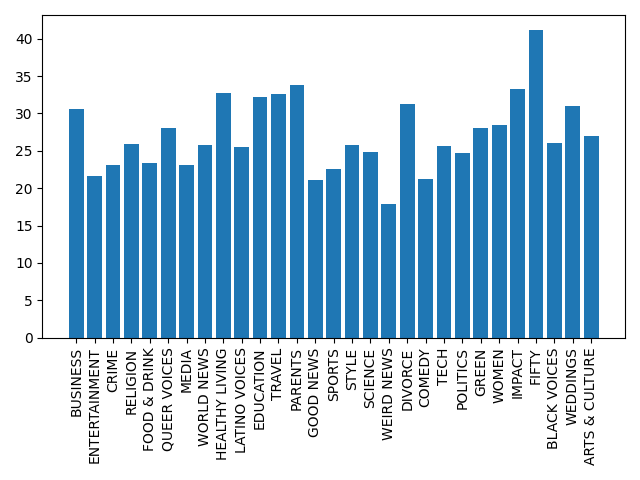 40
35
30
25
20
15
10
5
0
BUSINESS
ENTERTAINMENT
CRIME
RELIGION
FOOD & DRINK
QUEER VOICES
MEDIA
WORLD NEWS
HEALTHY LIVING
LATINO VOICES
EDUCATION
TRAVEL
PARENTS
GOOD NEWS
SPORTS
STYLE
SCIENCE
WEIRD NEWS
DIVORCE
COMEDY
TECH
POLITICS
GREEN
WOMEN
IMPACT
FIFTY
BLACK VOICES
WEDDINGS
ARTS & CULTURE